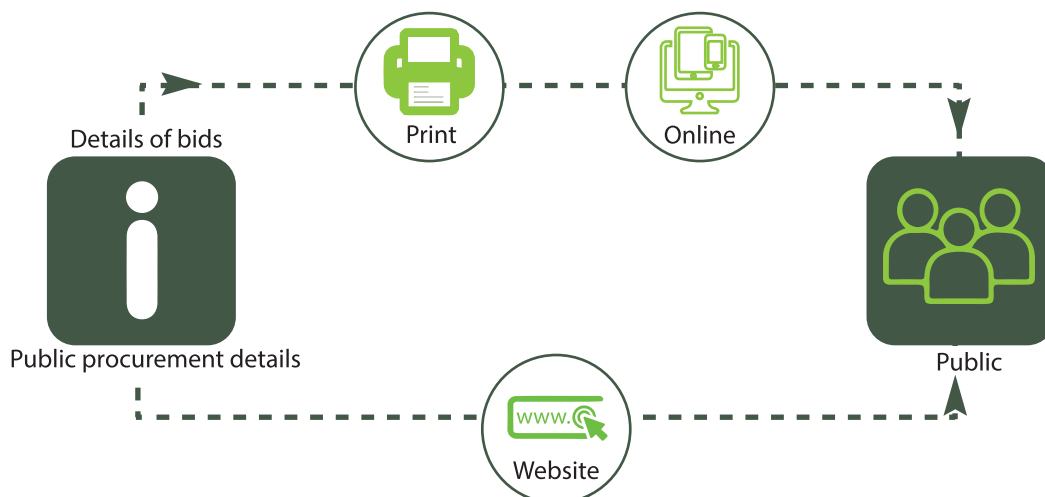 Print
Online
Details of bids
Public procurement details
Public
www.
Website